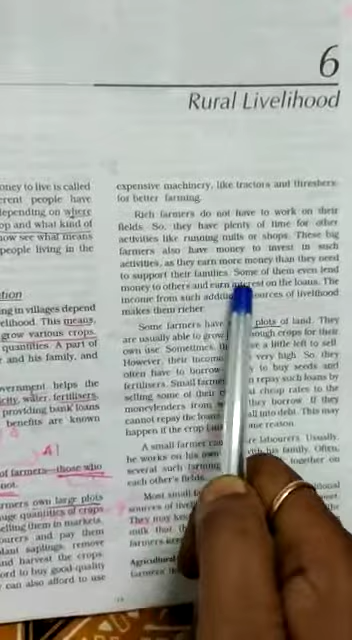 6
Rural Livelihood
oney to live is called
erent people have
depending on where
op and what kind of
now see what means
people living in the
ction
ing in villages depend
velihood. This means,
grow various crops.
quantities. A part of
and his family, and
overnment helps the
water, fertilisers,
providing bank loans
benefits are known
A1
of farmers—those who
not.
rmers own large plots
uge quantities of crops
elling them in markets.
ourers and pay them
plant saplings, remove
and harvest the crops.
ord to buy good-quality
can also afford to use
expensive machinery, like tractors and threshers
for better farming.
Rich farmers do not have to work on their
fields. So, they have plenty of time for other
activities like running mills or shops. These big
farmers also have money to invest in such
activities, as they earn more money than they need
to support their families. Some of them even lend
money to others and earn interest on the loans. The
income from such sources of livelihood
makes them richer
Some farmers have plots of land. They
are usually able to grow crops for their
own use. Sometimes, a little left to sell
However, their income very high. So they
often have to borrow to buy seeds and
fertilisers. Small repay such loans by
selling some of their cheap rates to the
moneylenders from they borrow. If they
cannot repay the loans all into debt. This may
happen if the crop reason
A small farmer labourers. Usually,
he works on his own with his family. Often,
several such together on
each other's fields.
Most small
sources of
They may
milk that
farmers
Agricultural
farmers'